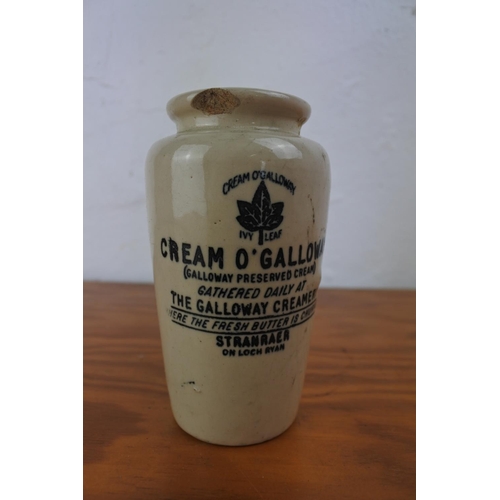 CREAM O'GALLOWAY
IVY LEAF
CREAM O'GALLOWA
(GALLOWAY PRESERVED CREAM)
GATHERED DAILY AT
THE GALLOWAY CREAMER
THE FRESH BUTTER IS
STRANRAER
ON LOCH RYAN